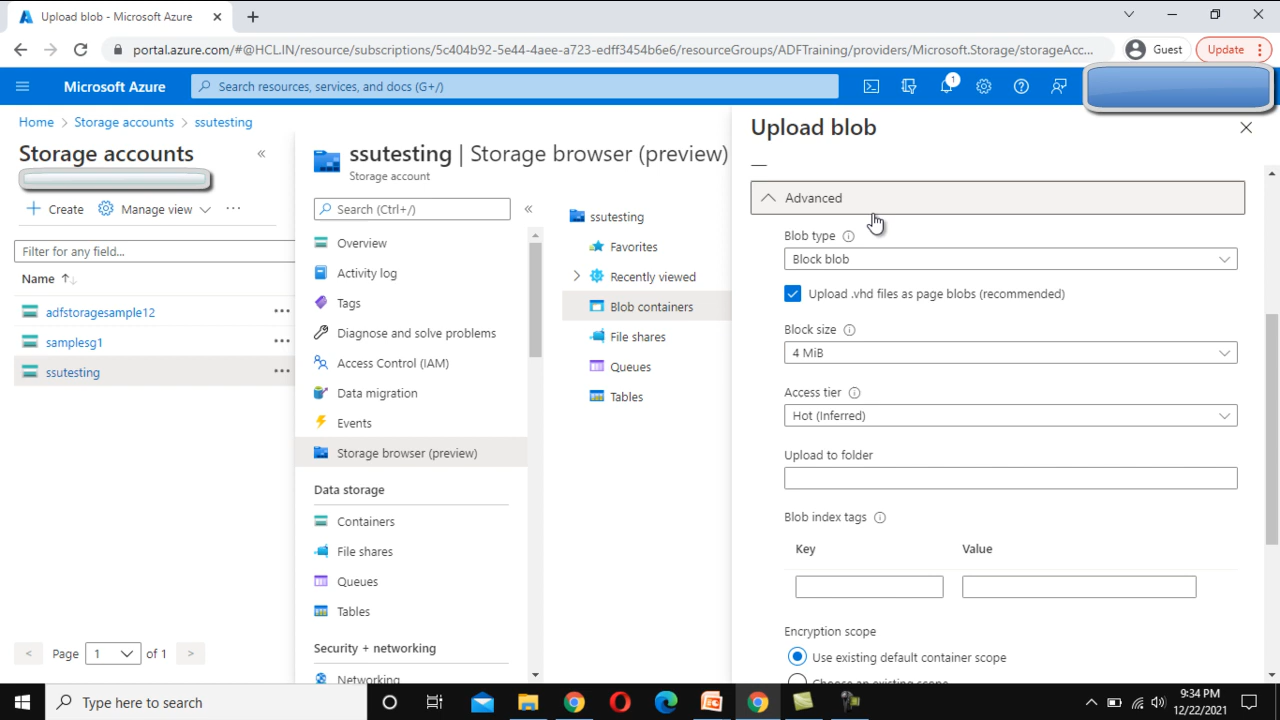 Upload blob - Microsoft Azure
portal.azure.com/#@HCL.IN/resource/subscriptions/5c404b92-5e44-4aee-a723-edff3454b6e6/resourceGroups/ADFTraining/providers/Microsoft.Storage/storageAcc...
Guest
Update
Microsoft Azure
Search resources, services, and docs (G+/)
1
Home > Storage accounts > ssutesting
Storage accounts
Create
Manage view
Filter for any field...
Name ↑↓
adfstoragesample12
samplesg1
ssutesting
< Page 1 of 1 >
ssutesting | Storage browser (preview)
Storage account
Search (Ctrl+/)
Overview
Activity log
Tags
Diagnose and solve problems
Access Control (IAM)
Data migration
Events
Storage browser (preview)
Data storage
Containers
File shares
Queues
Tables
Security + networking
Networking
ssutesting
Favorites
Recently viewed
Blob containers
File shares
Queues
Tables
Upload blob
Advanced
Blob type
Block blob
Upload .vhd files as page blobs (recommended)
Block size
4 MiB
Access tier
Hot (Inferred)
Upload to folder
Blob index tags
Key Value
Encryption scope
Use existing default container scope
Choose an existing scope
Type here to search
9:34 PM
12/22/2021